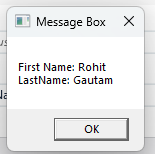 Message Box
First Name: Rohit
LastName: Gautam
OK